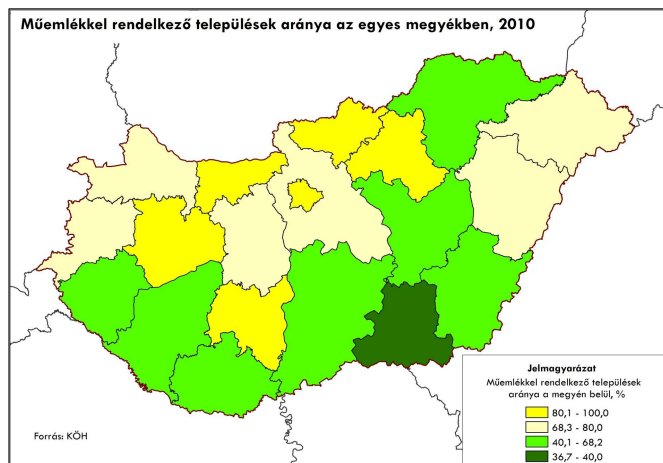 Műemlékkel rendelkező települések aránya az egyes megyékben, 2010
Jelmagyarázat
Műemlékkel rendelkező települések
aránya a megyén belül, %
80,1 - 100,0
68,3 - 80,0
40,1 - 68,2
36,7 - 40,0
Forrás: KÖH